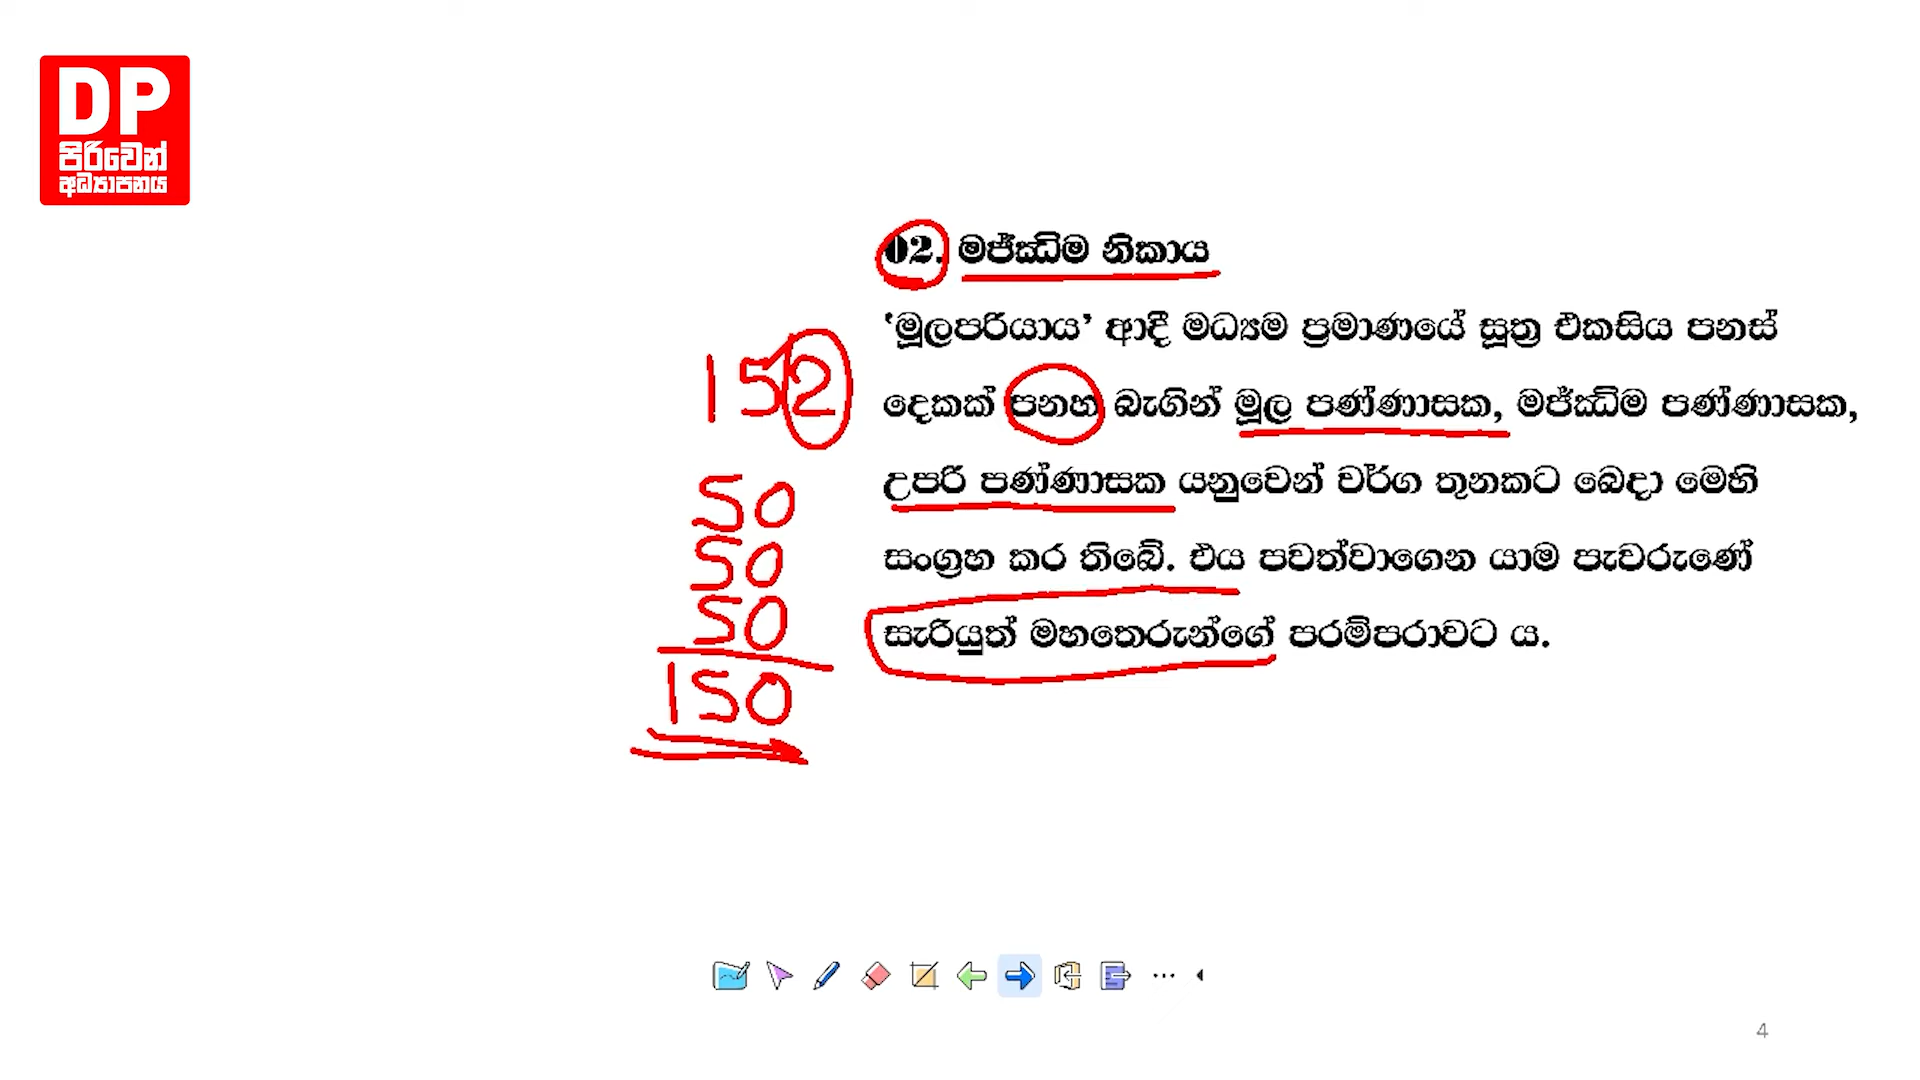 DP
පිරිවෙන්
අධ්‍යාපනය
02. මජ්ඣිම නිකාය
‘මූලපරියාය’ ආදී මධ්‍යම ප්‍රමාණයේ සූත්‍ර එකසිය පනස්
දෙකක් පනහ බැගින් මූල පණ්ණාසක, මජ්ඣිම පණ්ණාසක,
උපරි පණ්ණාසක යනුවෙන් වර්ග තුනකට බෙදා මෙහි
සංග්‍රහ කර තිබේ. එය පවත්වාගෙන යාම පැවරුණේ
සැරියුත් මහතෙරුන්ගේ පරම්පරාවට ය.
152
50
50
50
150
4